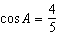 cos A = 4/5